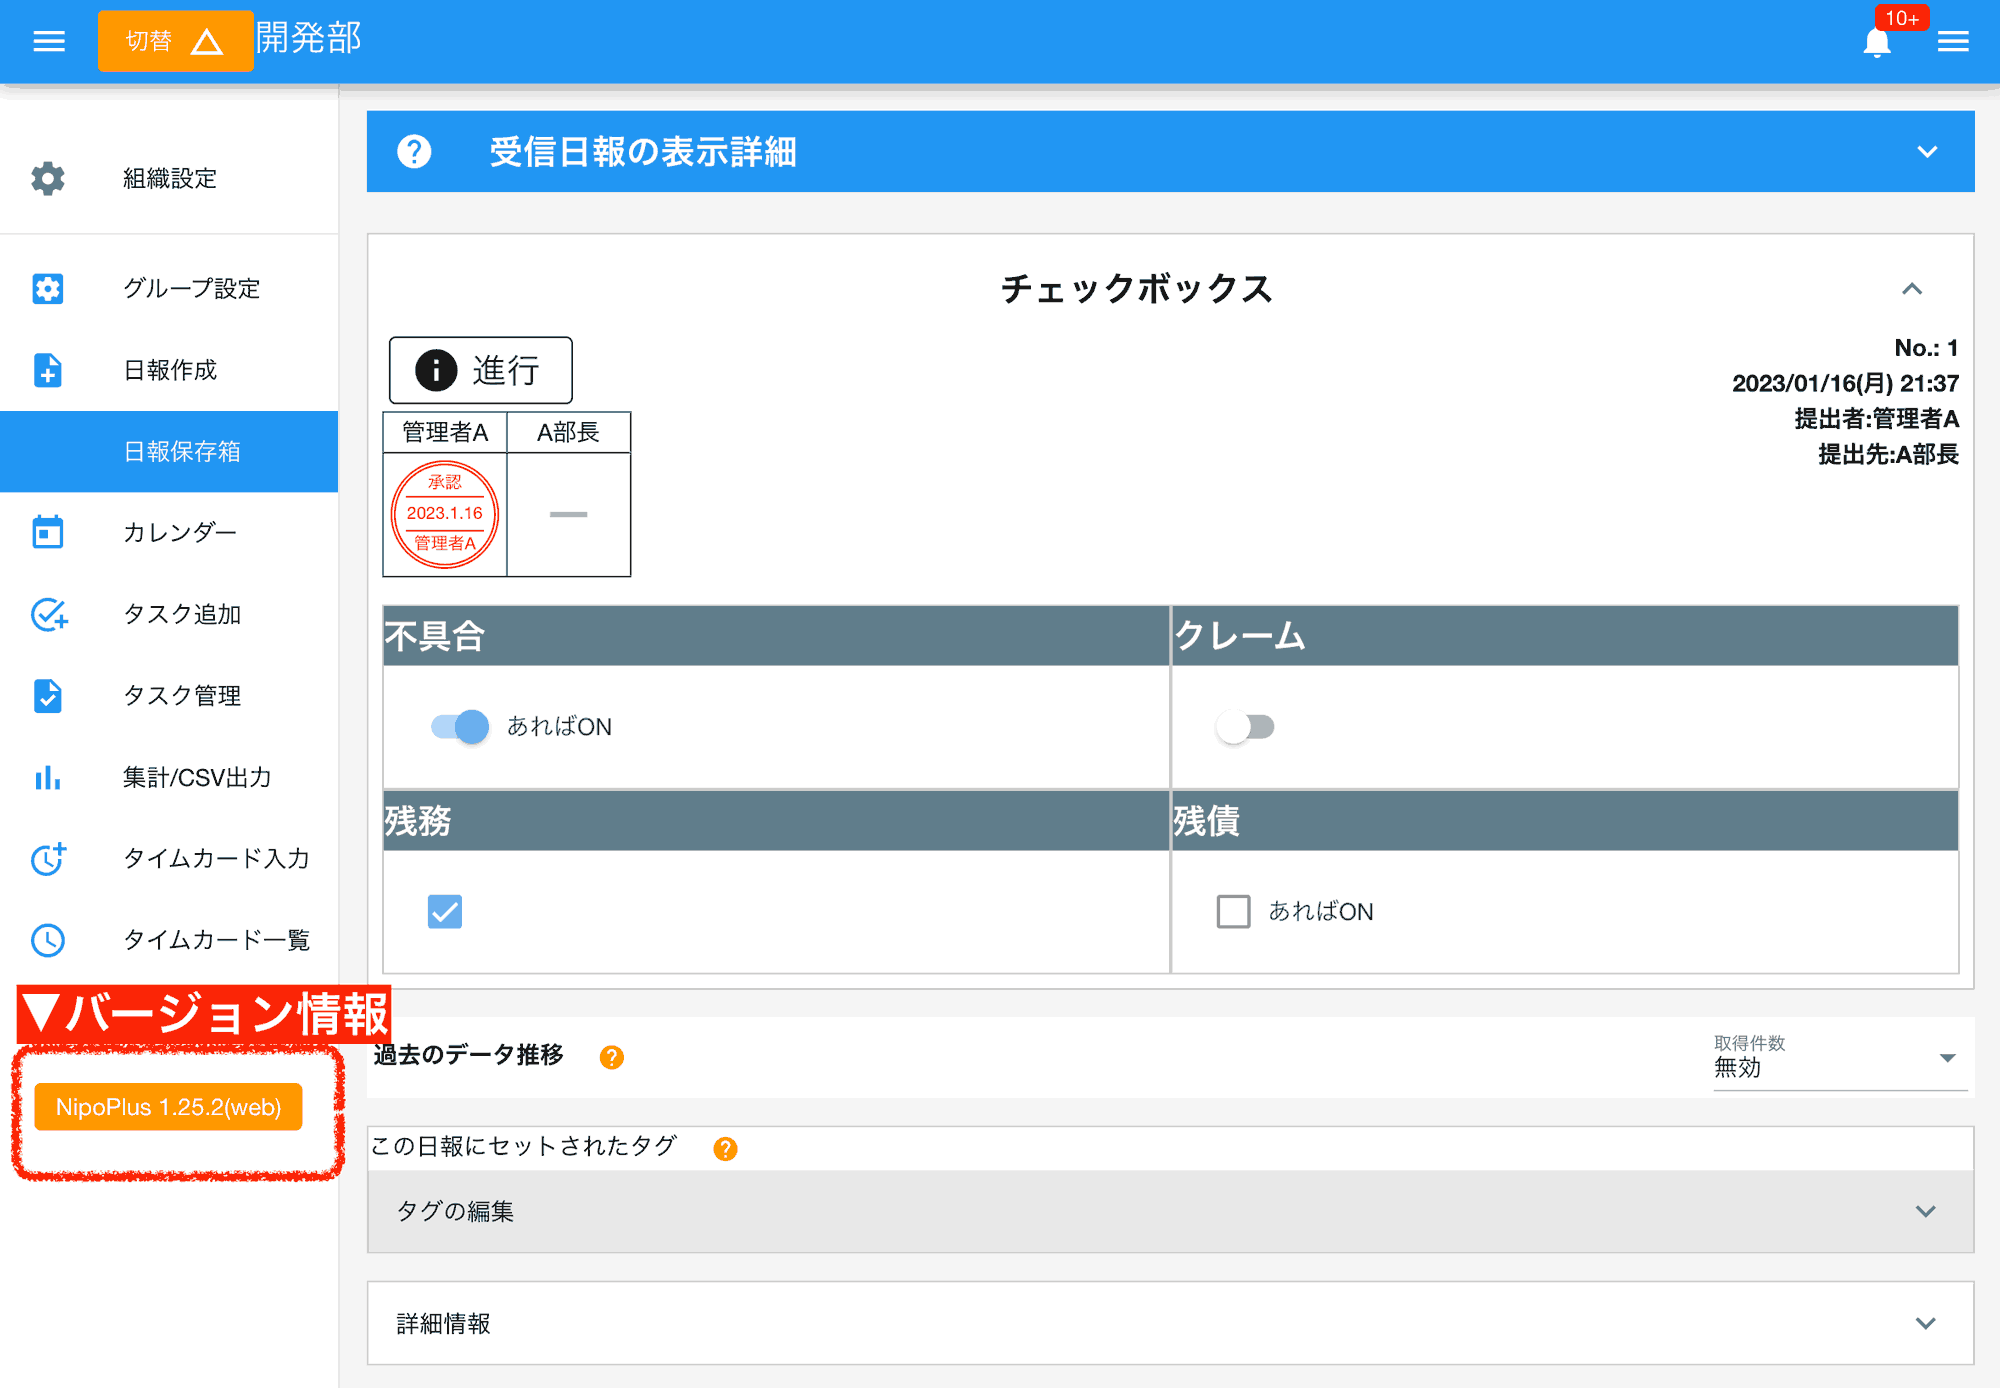 切替
開発部
10+
組織設定
グループ設定
日報作成
日報保存箱
カレンダー
タスク追加
タスク管理
集計/CSV出力
タイムカード入力
タイムカード一覧
▼バージョン情報
NipoPlus 1.25.2(web)
受信日報の表示詳細
チェックボックス
進行
No.: 1
2023/01/16(月) 21:37
提出者:管理者A
提出先:A部長
管理者A
A部長
承認
2023.1.16
管理者A
不具合
クレーム
あればON
残務
残債
あればON
過去のデータ推移
取得件数
無効
この日報にセットされたタグ
タグの編集
詳細情報